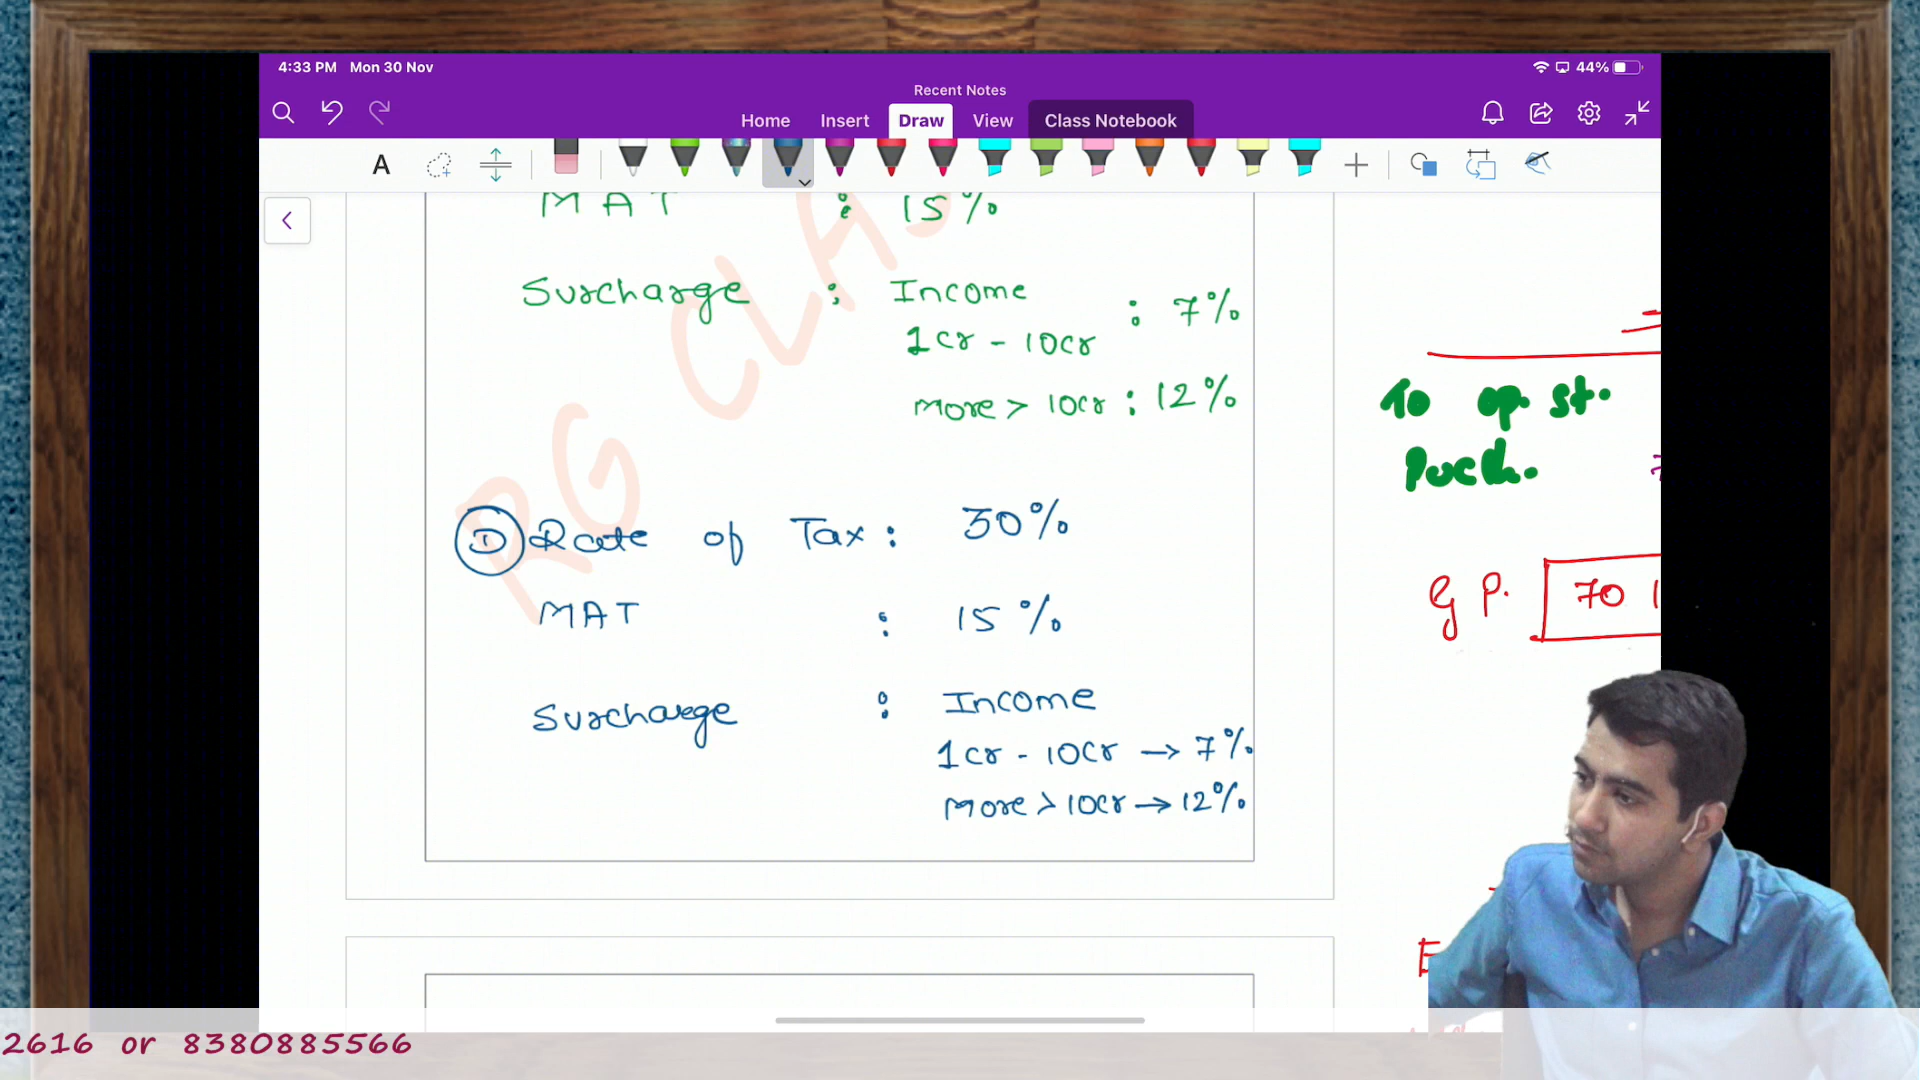 4:33 PM Mon 30 Nov
44%
Recent Notes
Home Insert Draw View Class Notebook
A
MAT : 15%
Surcharge : Income
1cr - 10cr : 7%
more > 10cr : 12%
RG CLAS
D Rate of Tax : 30%
MAT : 15%
Surcharge : Income
1cr - 10cr → 7%
More > 10cr → 12%
To op. st.
Purch.
G P. 70
2616 or 8380885566